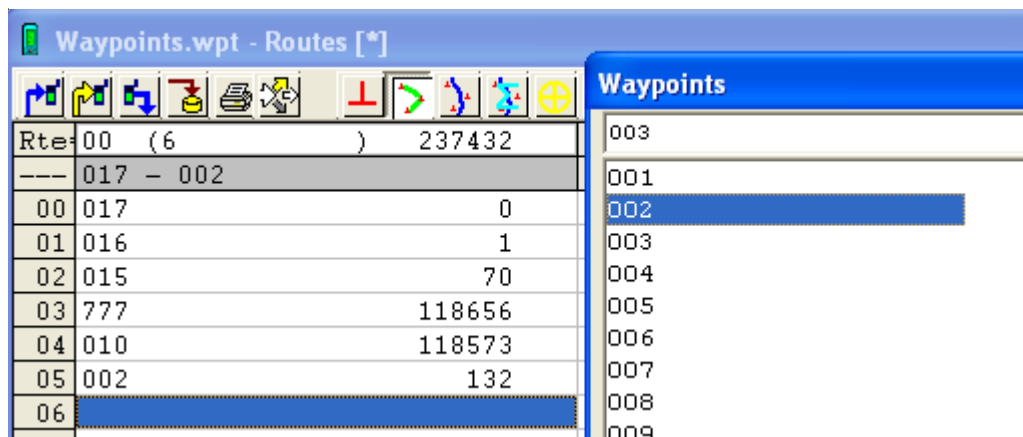 Waypoints.wpt - Routes [*]
Rte= 00 (6 ) 237432
--- 017 - 002
00 017 0
01 016 1
02 015 70
03 777 118656
04 010 118573
05 002 132
06
Waypoints
003
001
002
003
004
005
006
007
008
009